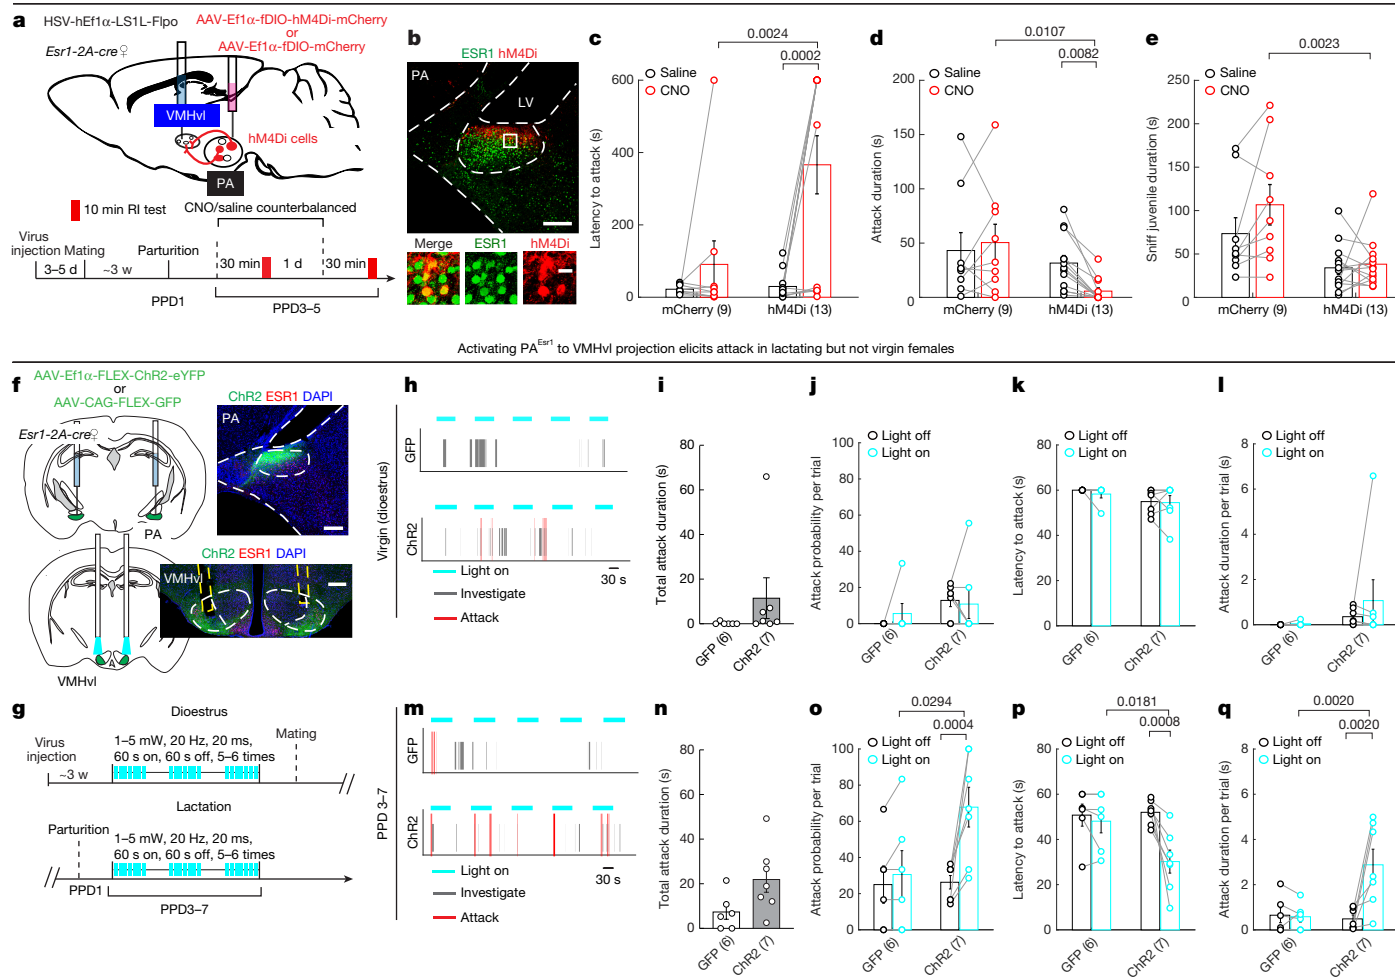 a
HSV-hEf1α-LS1L-Flpo
AAV-Ef1α-fDIO-hM4Di-mCherry
or
AAV-Ef1α-fDIO-mCherry
Esr1-2A-cre♀
VMHvl
hM4Di cells
PA
10 min RI test
CNO/saline counterbalanced
Virus
injection
Mating
Parturition
30 min
1 d
30 min
3–5 d
~3 w
PPD1
PPD3–5
b
ESR1 hM4Di
PA
LV
Merge
ESR1
hM4Di
c
0.0024
0.0002
Saline
CNO
Latency to attack (s)
600
400
200
0
mCherry (9)
hM4Di (13)
d
0.0107
0.0082
Saline
CNO
Attack duration (s)
200
150
100
50
0
mCherry (9)
hM4Di (13)
e
0.0023
Saline
CNO
Sniff juvenile duration (s)
250
200
150
100
50
0
mCherry (9)
hM4Di (13)
Activating PA^Esr1 to VMHvl projection elicits attack in lactating but not virgin females
f
AAV-Ef1α-FLEX-ChR2-eYFP
or
AAV-CAG-FLEX-GFP
Esr1-2A-cre♀
PA
ChR2 ESR1 DAPI
PA
ChR2 ESR1 DAPI
VMHvl
VMHvl
g
Dioestrus
Virus
injection
1–5 mW, 20 Hz, 20 ms,
60 s on, 60 s off, 5–6 times
Mating
~3 w
Lactation
Parturition
1–5 mW, 20 Hz, 20 ms,
60 s on, 60 s off, 5–6 times
PPD1
PPD3–7
h
Virgin (dioestrus)
GFP
ChR2
Light on
Investigate
Attack
30 s
i
Total attack duration (s)
80
60
40
20
0
GFP (6)
ChR2 (7)
j
Light off
Light on
Attack probability per trial
100
80
60
40
20
0
GFP (6)
ChR2 (7)
k
Light off
Light on
Latency to attack (s)
80
60
40
20
0
GFP (6)
ChR2 (7)
l
Light off
Light on
Attack duration per trial (s)
8
6
4
2
0
GFP (6)
ChR2 (7)
m
PPD 3–7
GFP
ChR2
Light on
Investigate
Attack
30 s
n
Total attack duration (s)
80
60
40
20
0
GFP (6)
ChR2 (7)
o
0.0294
0.0004
Light off
Light on
Attack probability per trial
100
80
60
40
20
0
GFP (6)
ChR2 (7)
p
0.0181
0.0008
Light off
Light on
Latency to attack (s)
80
60
40
20
0
GFP (6)
ChR2 (7)
q
0.0020
0.0020
Light off
Light on
Attack duration per trial (s)
8
6
4
2
0
GFP (6)
ChR2 (7)